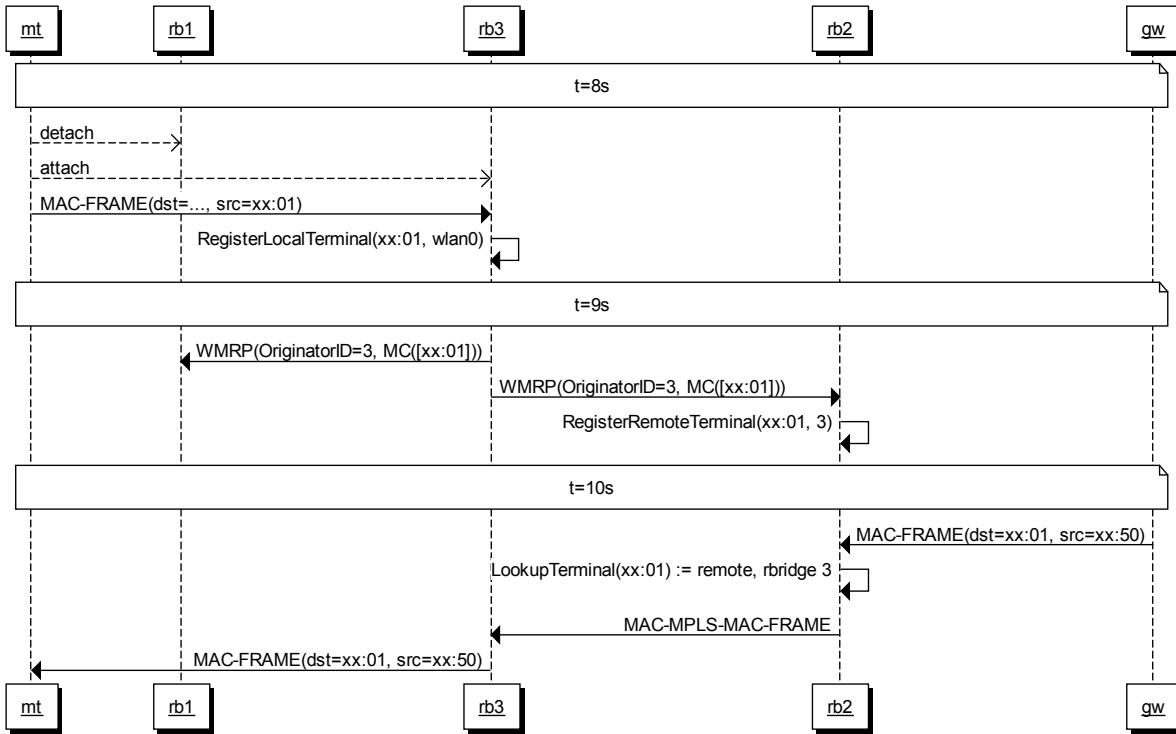 mt rb1 rb3 rb2 gw
t=8s
detach
attach
MAC-FRAME(dst=…, src=xx:01)
RegisterLocalTerminal(xx:01, wlan0)
t=9s
WMRP(OriginatorID=3, MC([xx:01]))
WMRP(OriginatorID=3, MC([xx:01]))
RegisterRemoteTerminal(xx:01, 3)
t=10s
MAC-FRAME(dst=xx:01, src=xx:50)
LookupTerminal(xx:01) := remote, rbridge 3
MAC-MPLS-MAC-FRAME
MAC-FRAME(dst=xx:01, src=xx:50)
mt rb1 rb3 rb2 gw